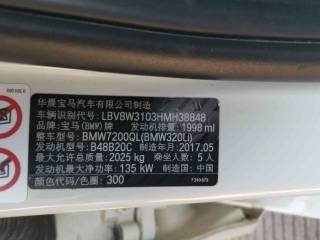 华晨宝马汽车有限公司制造
车辆识别代号: LBV8W3103HMH38848
品牌: 宝马(BMW)牌 发动机排量: 1998 ml
整车型号: BMW7200QL(BMW320Li)
发动机型号: B48B20C 制造年月: 2017.05
最大允许总质量: 2025 kg 乘坐人数: 5 人
发动机最大净功率: 135 kW 制造国: 中国
颜色代码/色圈: 300